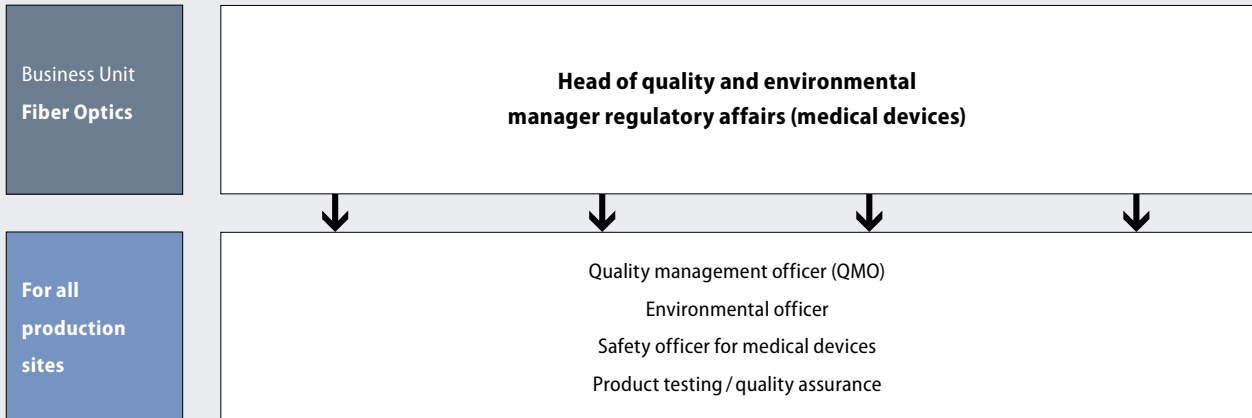 Business Unit
Fiber Optics
Head of quality and environmental
manager regulatory affairs (medical devices)
For all
production
sites
Quality management officer (QMO)
Environmental officer
Safety officer for medical devices
Product testing / quality assurance